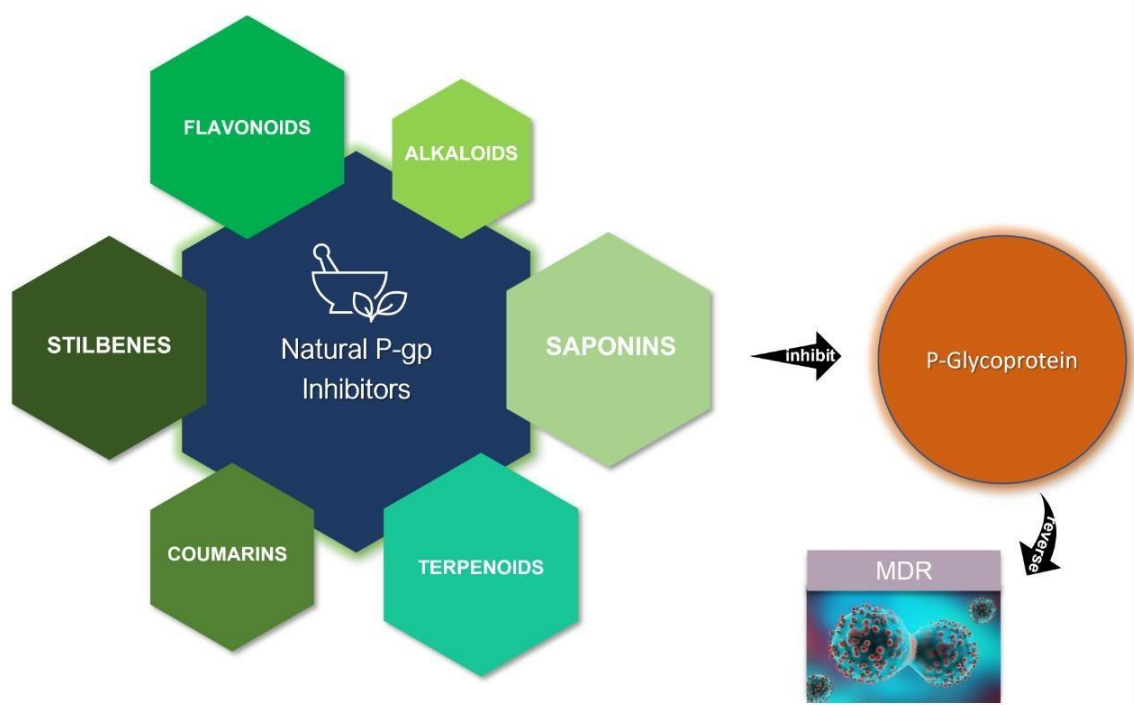 FLAVONOIDS
ALKALOIDS
STILBENES
Natural P-gp
Inhibitors
SAPONINS
COUMARINS
TERPENOIDS
inhibit
P-Glycoprotein
reverse
MDR